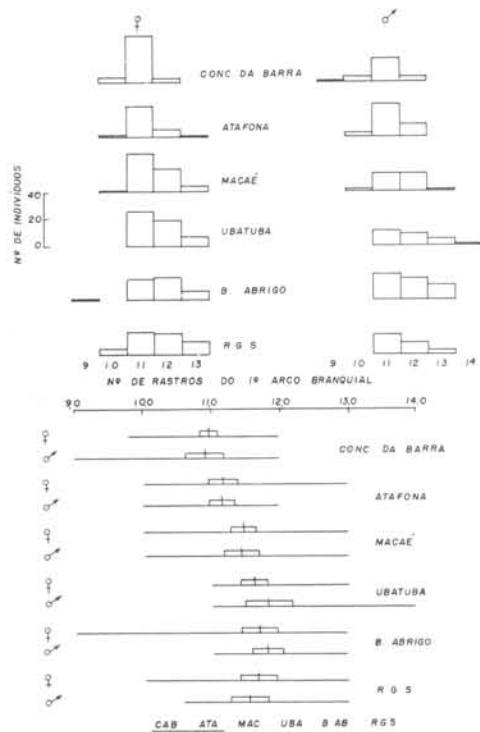 ♀ ♂
CONC DA BARRA
ATAFONA
MACAÉ
UBATUBA
B. ABRIGO
R G S
Nº DE INDIVÍDUOS
40
20
0
9 10 11 12 13 9 10 11 12 13 14
Nº DE RASTROS DO 1º ARCO BRANQUIAL
9.0 10.0 11.0 12.0 13.0 14.0
♀
♂
CONC DA BARRA
♀
♂
ATAFONA
♀
♂
MACAÉ
♀
♂
UBATUBA
♀
♂
B. ABRIGO
♀
♂
R G S
CAB ATA MAC UBA BAB RGS